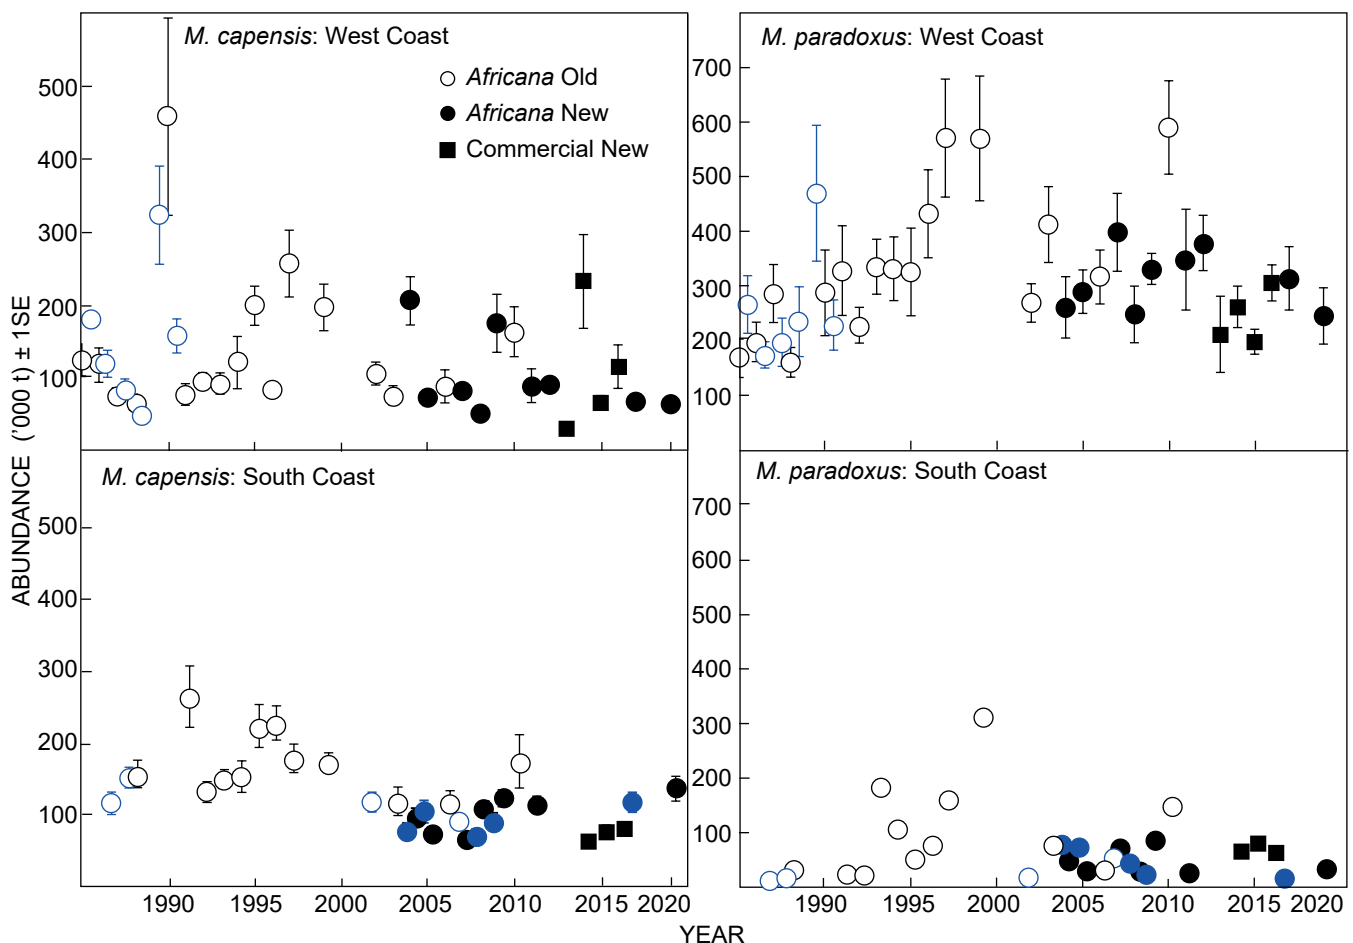 M. capensis: West Coast
Africana Old
Africana New
Commercial New
500
400
300
200
100
M. paradoxus: West Coast
700
600
500
400
300
200
100
ABUNDANCE ('000 t) ± 1SE
M. capensis: South Coast
500
400
300
200
100
1990 1995 2000 2005 2010 2015 2020
M. paradoxus: South Coast
700
600
500
400
300
200
100
1990 1995 2000 2005 2010 2015 2020
YEAR